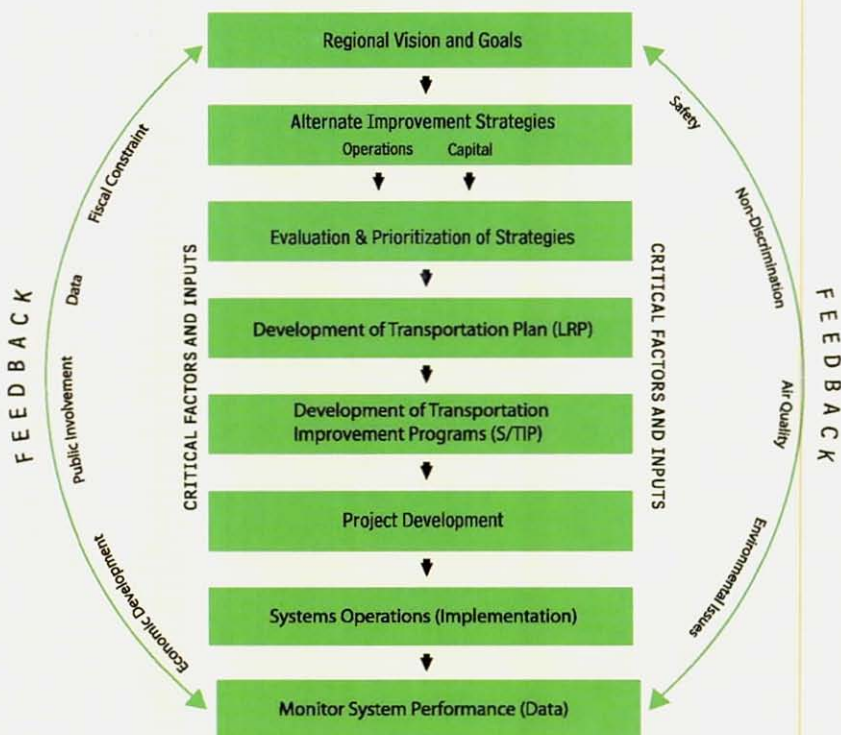 Regional Vision and Goals
Alternate Improvement Strategies
Operations Capital
Evaluation & Prioritization of Strategies
Development of Transportation Plan (LRP)
Development of Transportation
Improvement Programs (S/TIP)
Project Development
Systems Operations (Implementation)
Monitor System Performance (Data)
FEEDBACK
Fiscal Constraint
Data
Public Involvement
Economic Development
CRITICAL FACTORS AND INPUTS
CRITICAL FACTORS AND INPUTS
Safety
Non-Discrimination
Air Quality
Environmental Issues
FEEDBACK